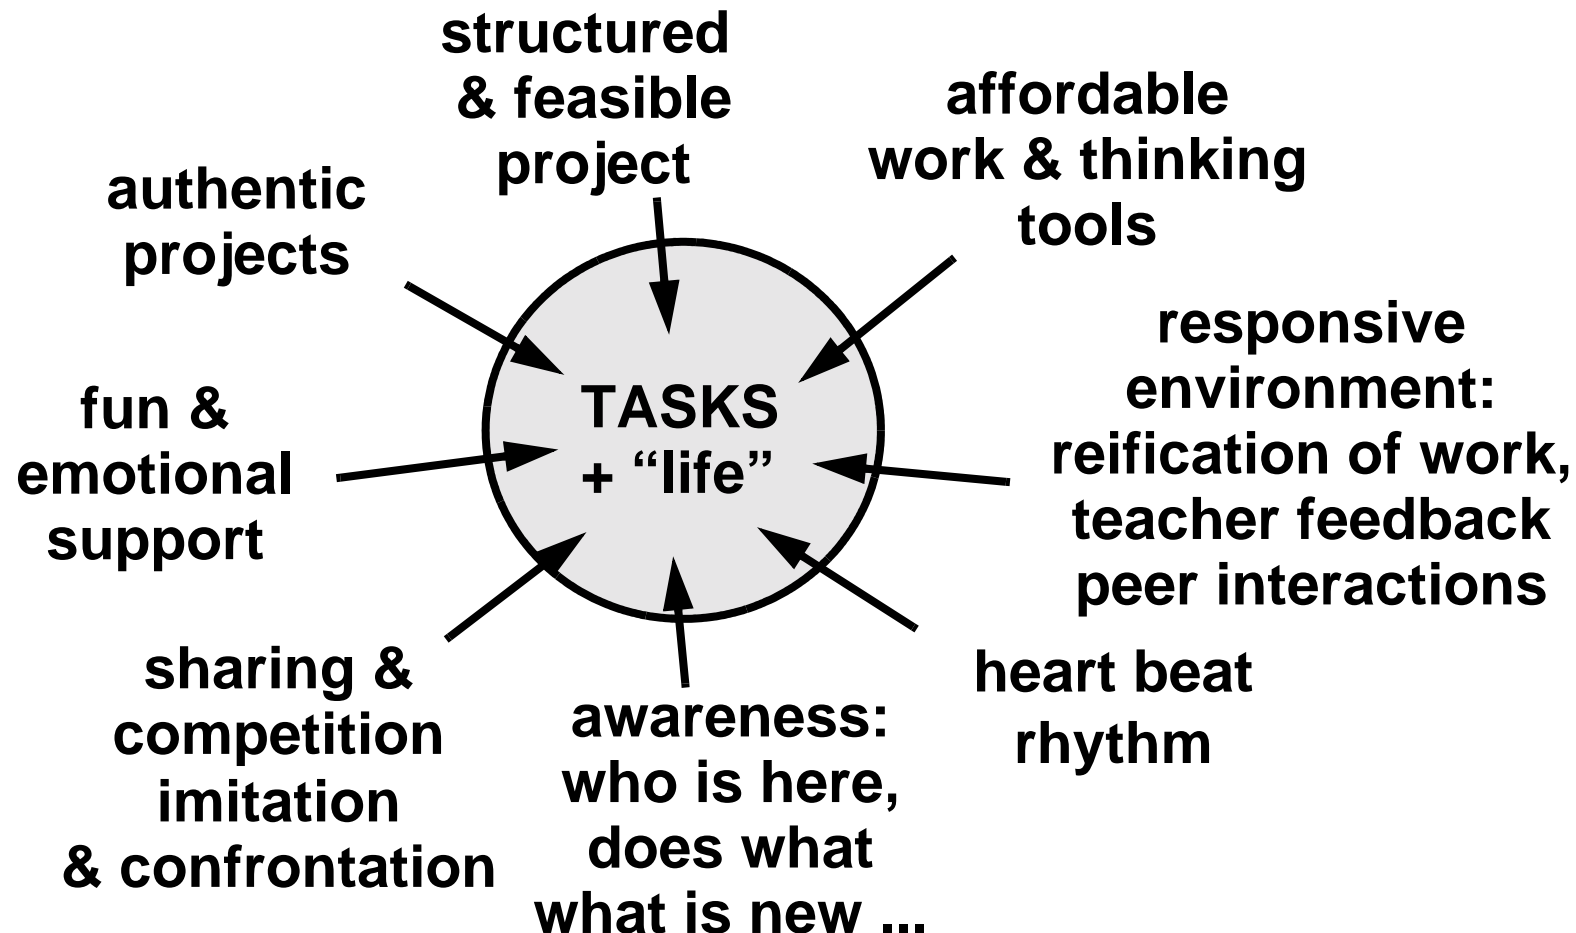 structured
& feasible
project
affordable
work & thinking
tools
authentic
projects
responsive
environment:
reification of work,
teacher feedback
peer interactions
fun &
emotional
support
TASKS
+ “life”
sharing &
competition
imitation
& confrontation
awareness:
who is here,
does what
what is new ...
heart beat
rhythm